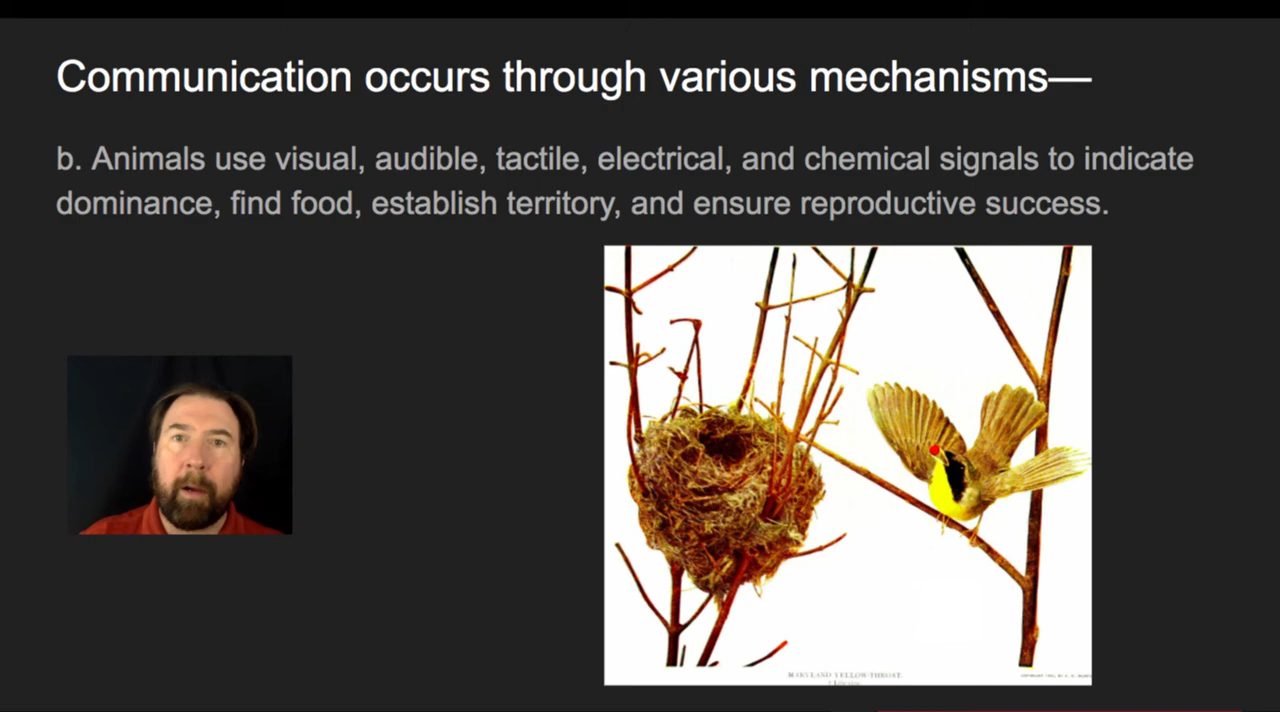 Communication occurs through various mechanisms—
b. Animals use visual, audible, tactile, electrical, and chemical signals to indicate
dominance, find food, establish territory, and ensure reproductive success.
MARYLAND YELLOW-THROAT.